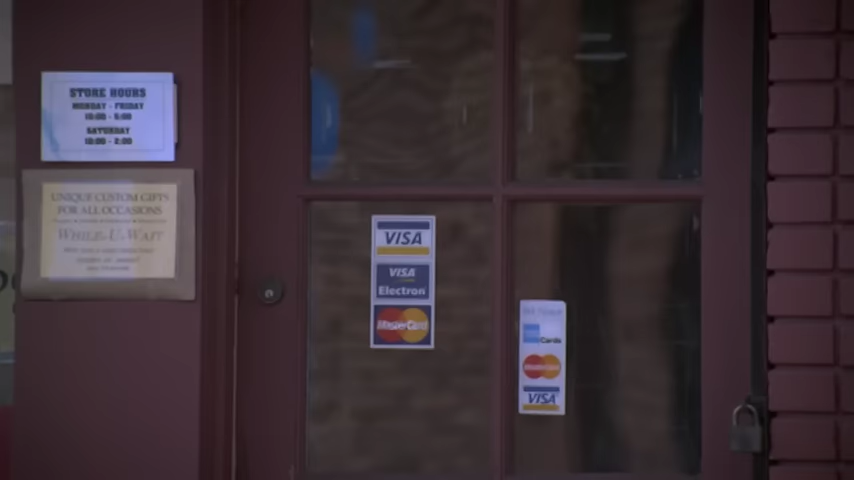 STORE HOURS
MONDAY - FRIDAY
10:00 - 5:00
SATURDAY
10:00 - 2:00
UNIQUE CUSTOM GIFTS
FOR ALL OCCASIONS
WHILE-U-WAIT
VISA
VISA
Electron
MasterCard
Cards
MasterCard
VISA